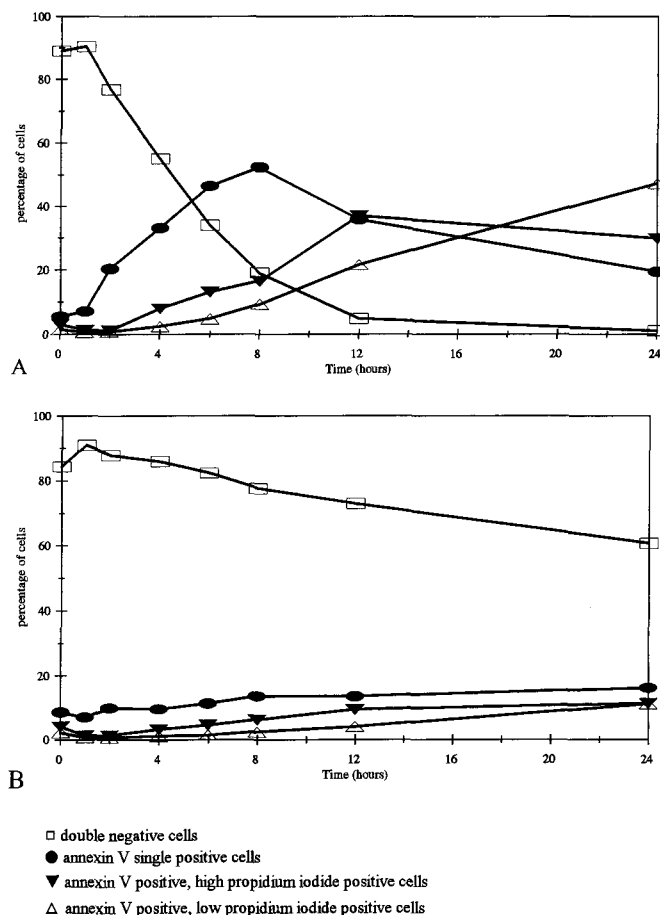 100
80
60
40
20
0
percentage of cells
0 4 8 12 16 20 24
Time (hours)
A
100
80
60
40
20
0
percentage of cells
0 4 8 12 16 20 24
Time (hours)
B
double negative cells
annexin V single positive cells
annexin V positive, high propidium iodide positive cells
annexin V positive, low propidium iodide positive cells